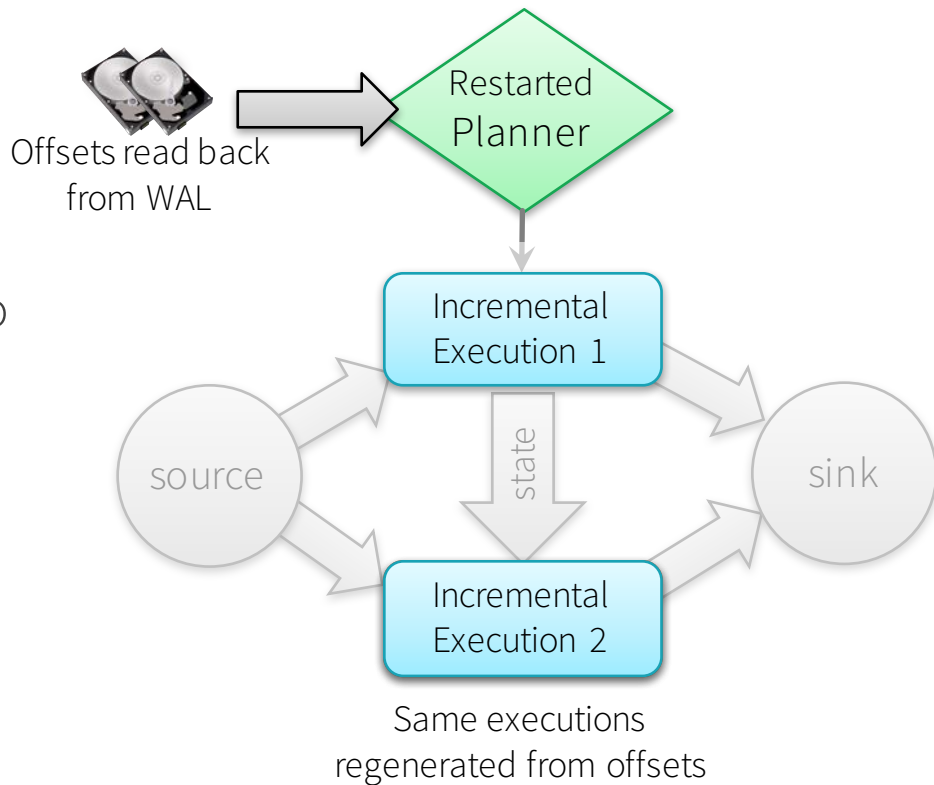 Restarted
Planner
Offsets read back
from WAL
Incremental
Execution 1
source
state
sink
Incremental
Execution 2
Same executions
regenerated from offsets